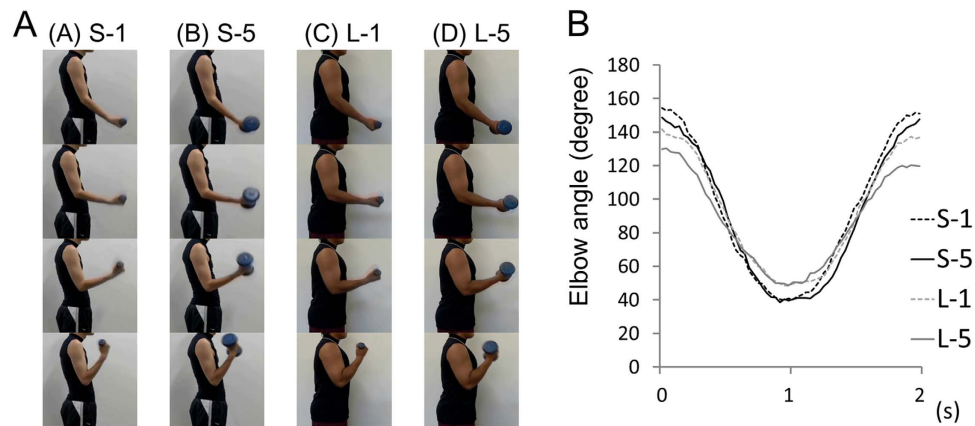 A
(A) S-1 (B) S-5 (C) L-1 (D) L-5
B
Elbow angle (degree)
180
160
140
120
100
80
60
40
20
0
0 1 2 (s)
S-1
S-5
L-1
L-5